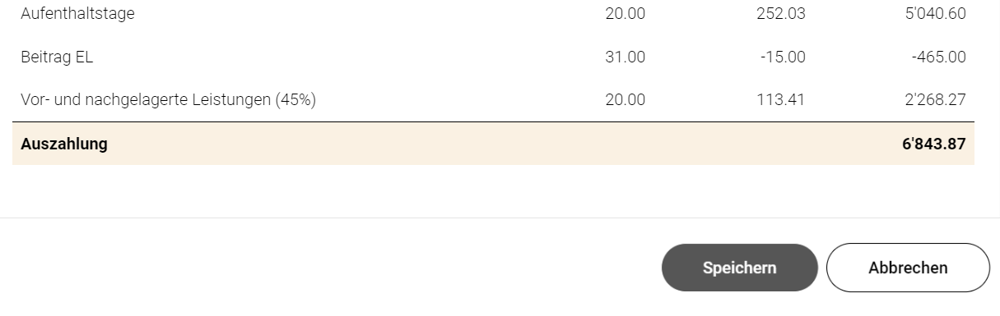 Aufenthaltstage 20.00 252.03 5'040.60
Beitrag EL 31.00 -15.00 -465.00
Vor- und nachgelagerte Leistungen (45%) 20.00 113.41 2'268.27
Auszahlung 6'843.87
Speichern Abbrechen